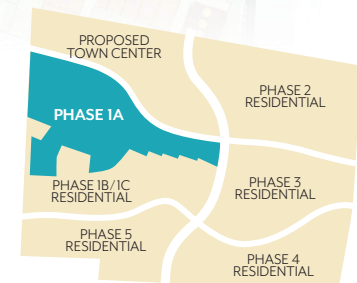 PROPOSED
TOWN CENTER
PHASE 2
RESIDENTIAL
PHASE 1A
PHASE 1B/1C
RESIDENTIAL
PHASE 3
RESIDENTIAL
PHASE 5
RESIDENTIAL
PHASE 4
RESIDENTIAL